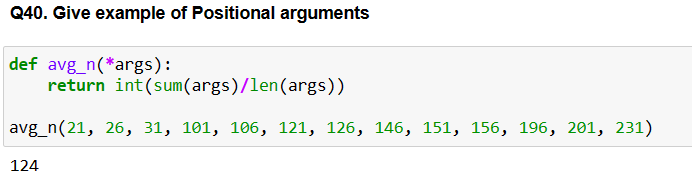 Q40. Give example of Positional arguments
def avg_n(*args):
    return int(sum(args)/len(args))
avg_n(21, 26, 31, 101, 106, 121, 126, 146, 151, 156, 196, 201, 231)
124